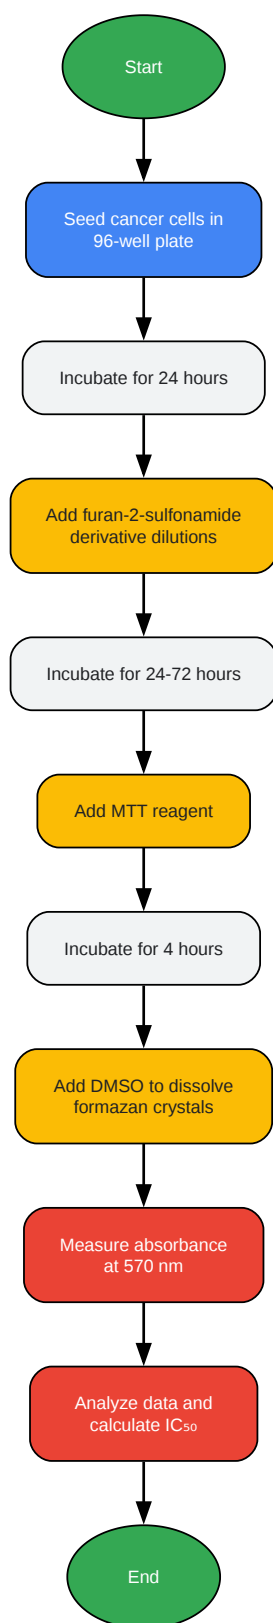 Start
Seed cancer cells in
96-well plate
Incubate for 24 hours
Add furan-2-sulfonamide
derivative dilutions
Incubate for 24-72 hours
Add MTT reagent
Incubate for 4 hours
Add DMSO to dissolve
formazan crystals
Measure absorbance
at 570 nm
Analyze data and
calculate IC₅₀
End